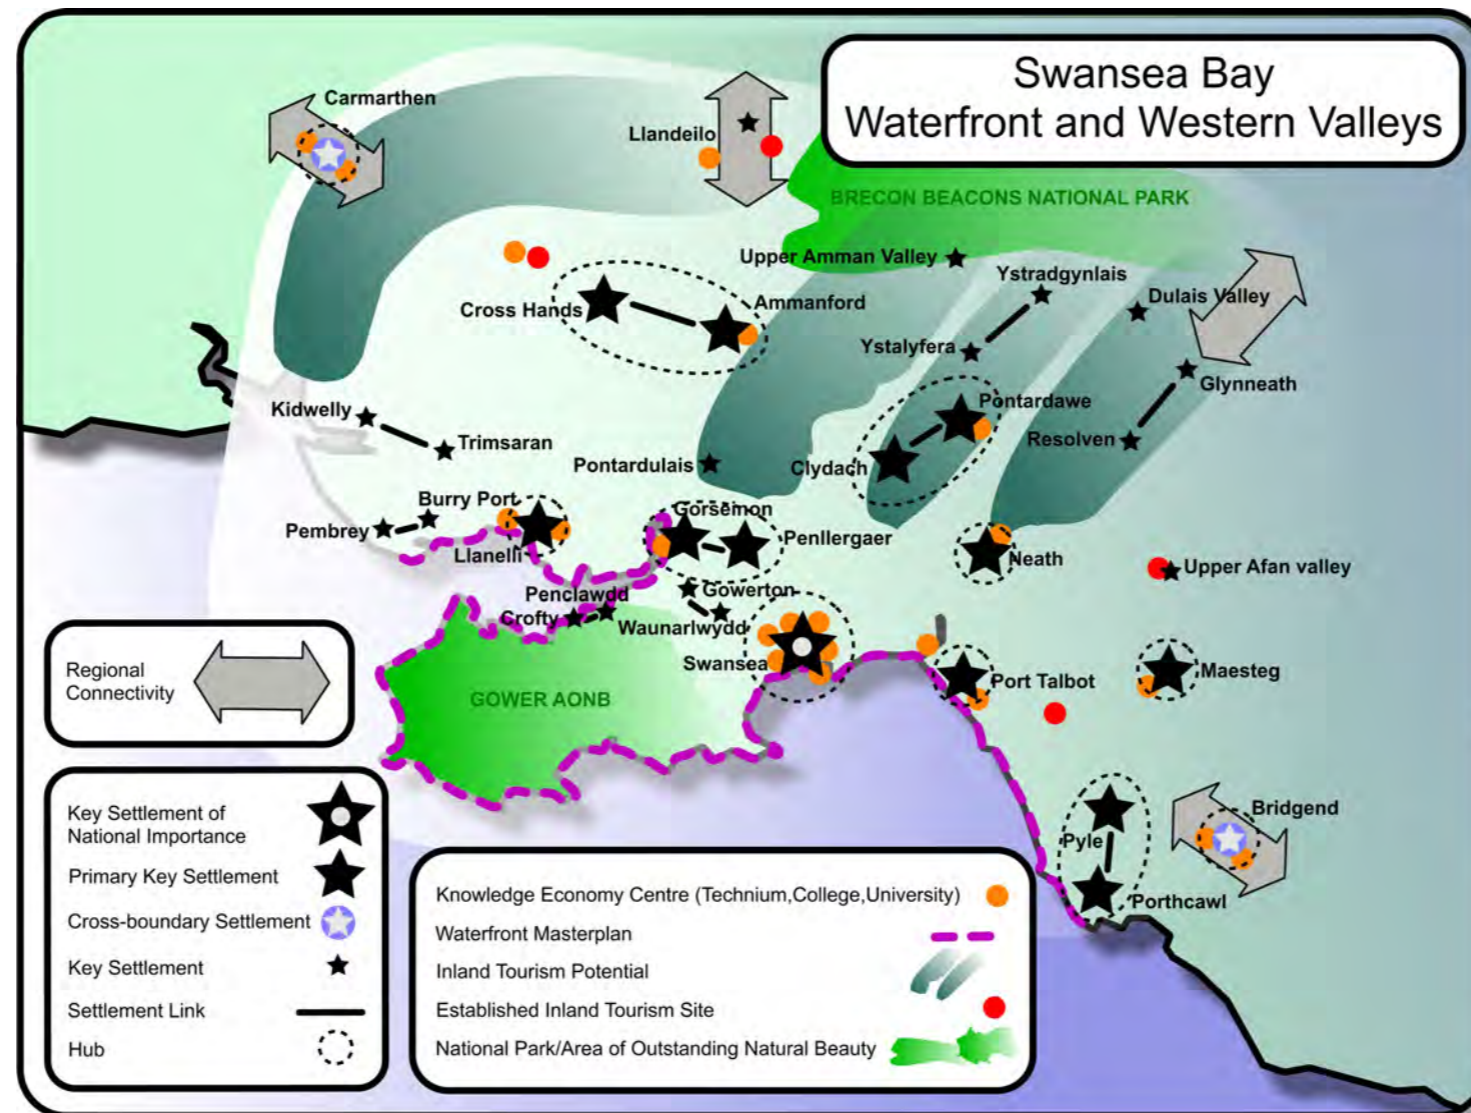 Swansea Bay
Waterfront and Western Valleys
Carmarthen
Llandeilo
BRECON BEACONS NATIONAL PARK
Upper Amman Valley
Ystradgynlais
Dulais Valley
Cross Hands
Ammanford
Ystalyfera
Glynneath
Kidwelly
Pontardawe
Trimsaran
Resolven
Pontardulais
Clydach
Burry Port
Gorseinon
Pembrey
Penllergaer
Llanelli
Neath
Upper Afan valley
Penclawdd
Gowerton
Crofty
Waunarlwydd
Swansea
Port Talbot
Maesteg
GOWER AONB
Bridgend
Pyle
Porthcawl
Regional
Connectivity
Key Settlement of
National Importance
Primary Key Settlement
Cross-boundary Settlement
Key Settlement
Settlement Link
Hub
Knowledge Economy Centre (Technium,College,University)
Waterfront Masterplan
Inland Tourism Potential
Established Inland Tourism Site
National Park/Area of Outstanding Natural Beauty